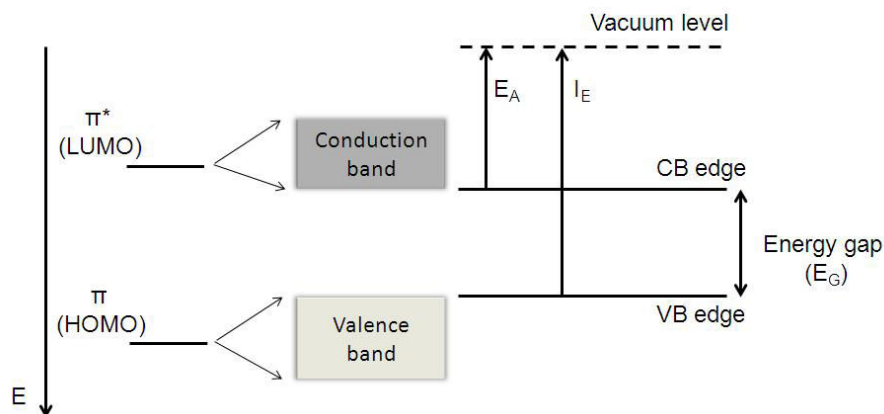 Vacuum level
E_A
I_E
π*
(LUMO)
Conduction
band
CB edge
Energy gap
(E_G)
π
(HOMO)
Valence
band
VB edge
E